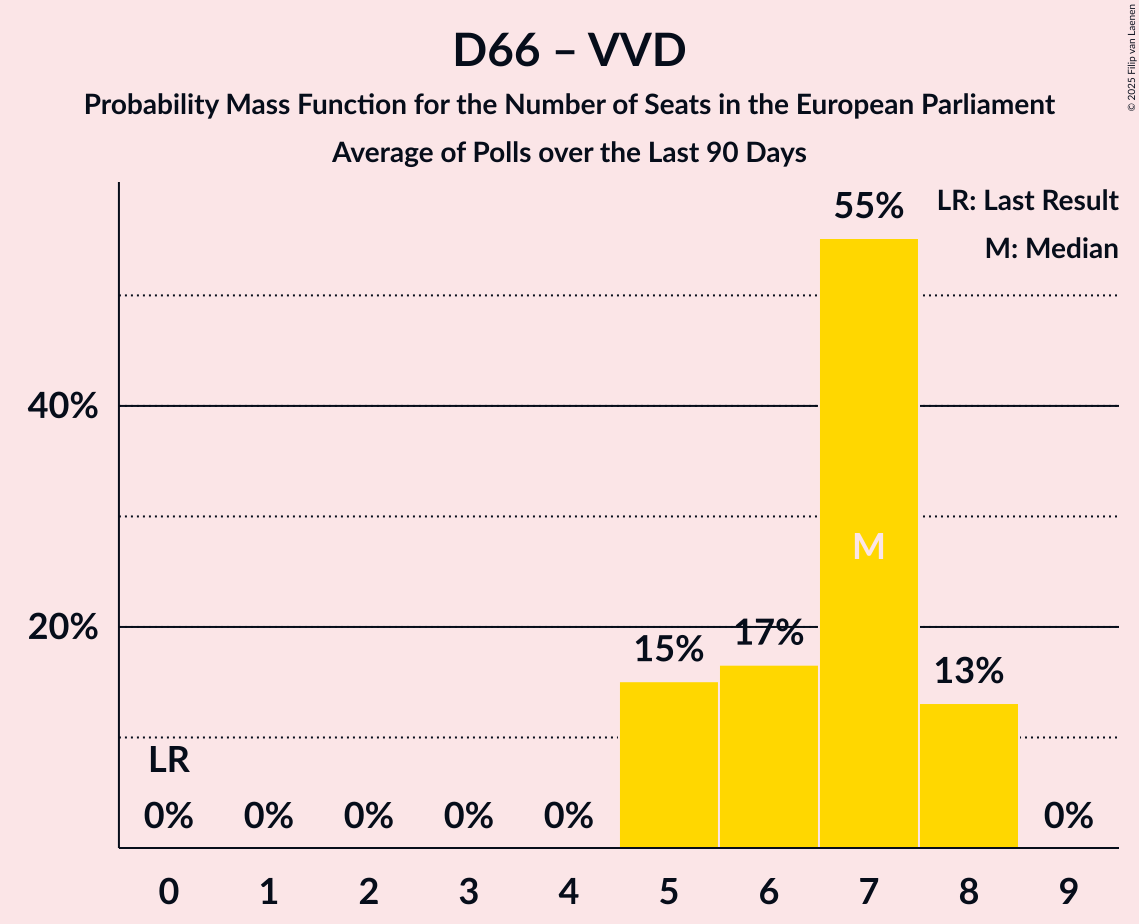 D66 – VVD
Probability Mass Function for the Number of Seats in the European Parliament
Average of Polls over the Last 90 Days
© 2025 Filip van Laenen
LR: Last Result
M: Median
55%
40%
M
20%
15%
17%
13%
LR
0%
0%
0%
0%
0%
0%
0
1
2
3
4
5
6
7
8
9